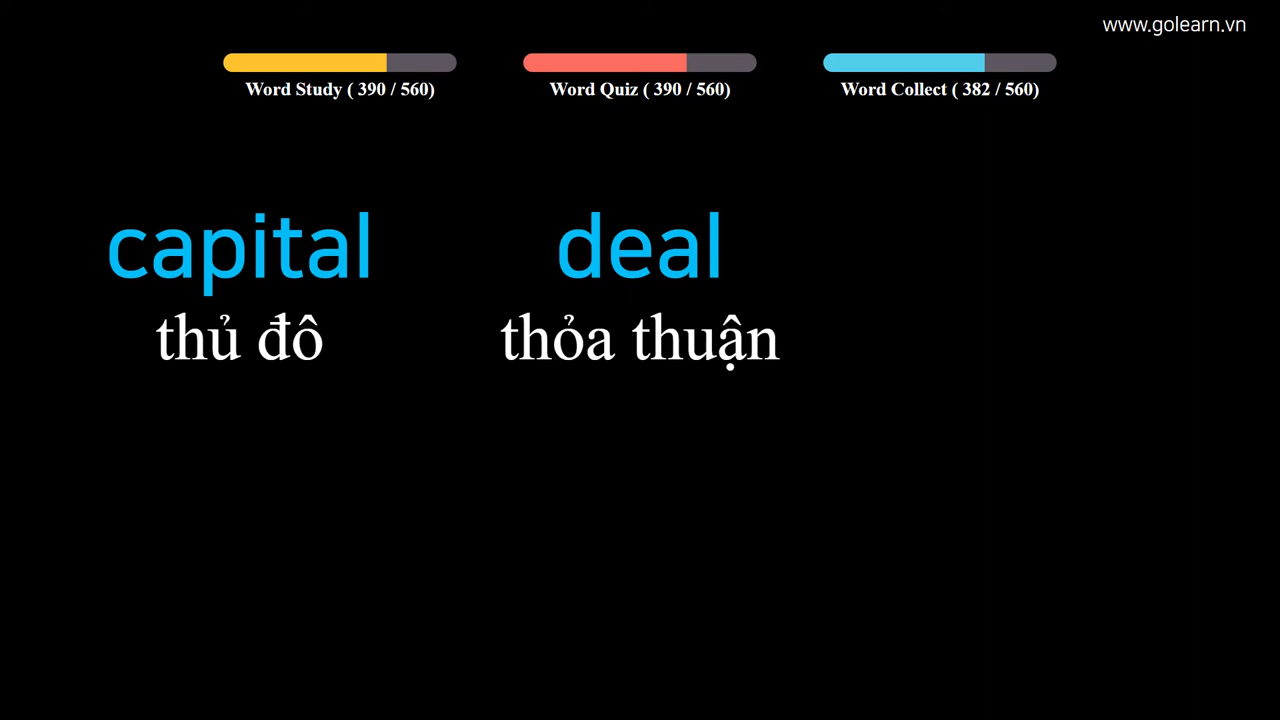 www.golearn.vn
Word Study ( 390 / 560)
Word Quiz ( 390 / 560)
Word Collect ( 382 / 560)
capital
deal
thủ đô
thỏa thuận